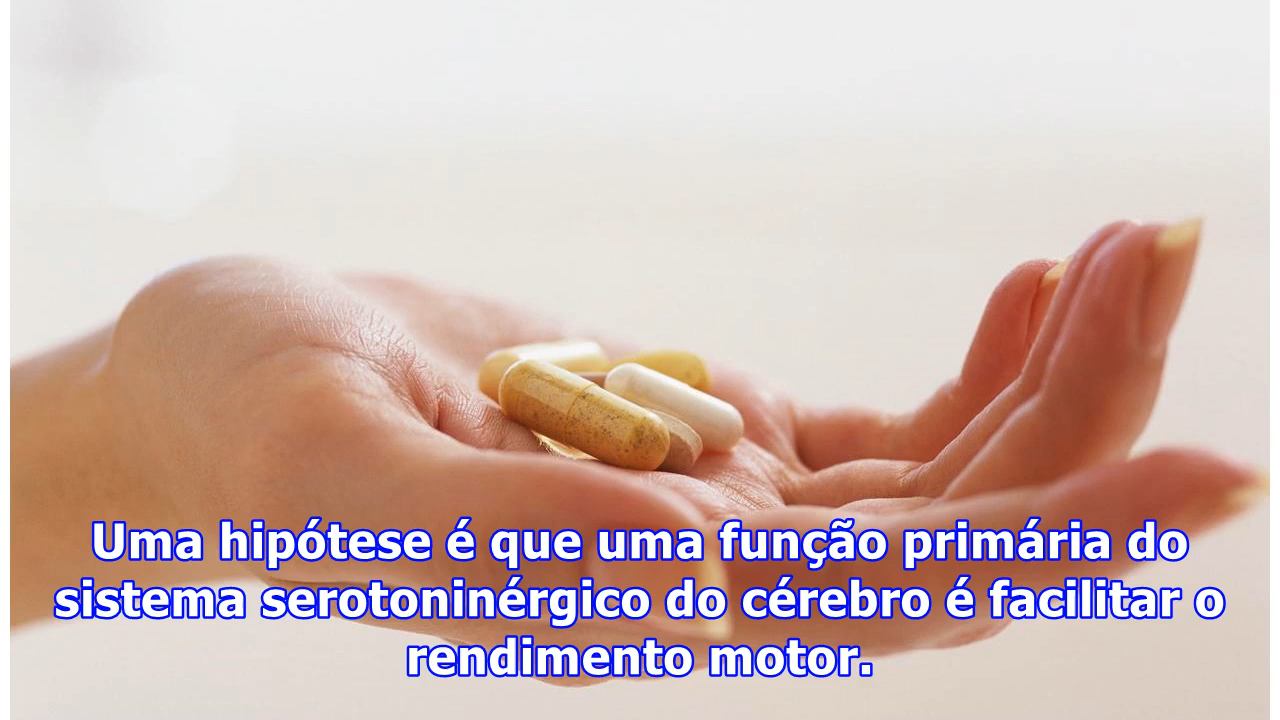 Uma hipótese é que uma função primária do
sistema serotoninérgico do cérebro é facilitar o
rendimento motor.